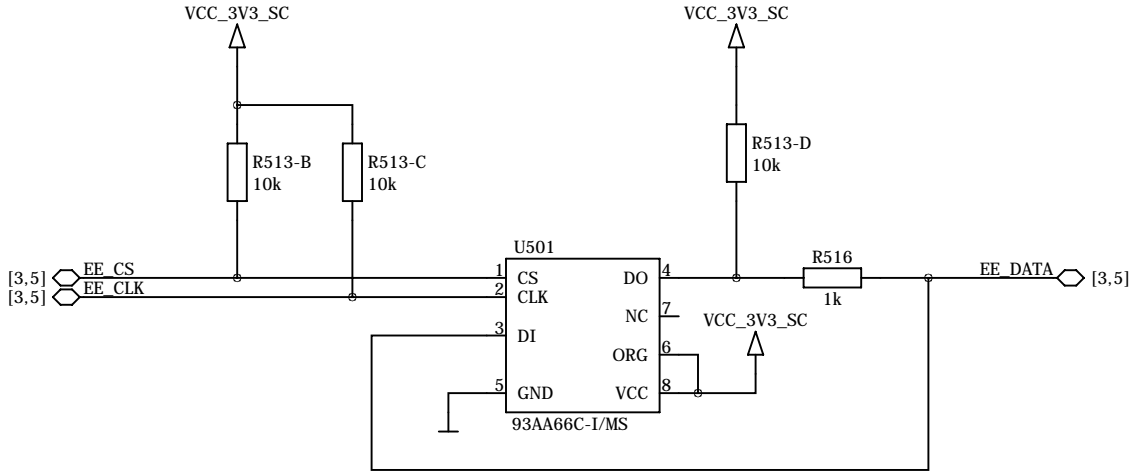 VCC_3V3_SC
VCC_3V3_SC
R513-B
10k
R513-C
10k
R513-D
10k
U501
[3,5] EE_CS
[3,5] EE_CLK
1 CS
2 CLK
3 DI
5 GND
DO 4
NC 7
ORG 6
VCC 8
93AA66C-I/MS
R516
1k
EE_DATA [3,5]
VCC_3V3_SC